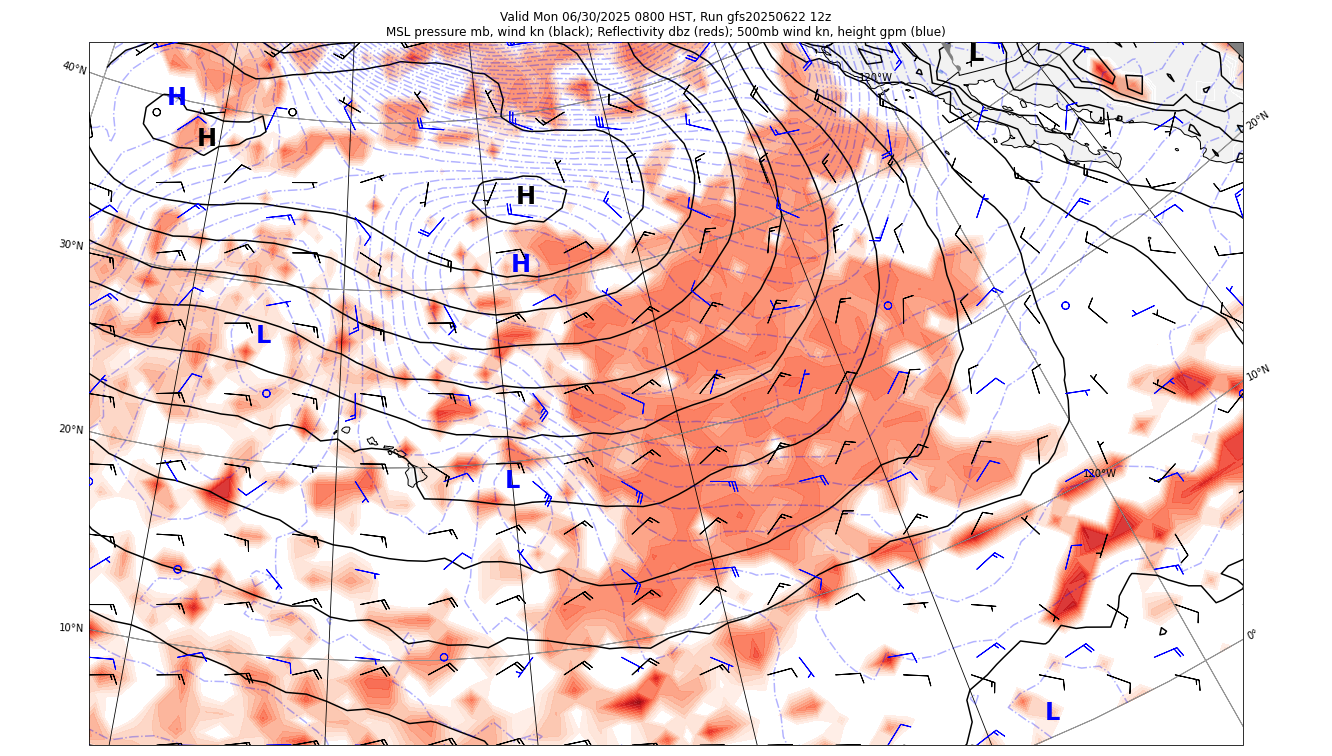 Valid Mon 06/30/2025 0800 HST, Run gfs20250622 12z
MSL pressure mb, wind kn (black); Reflectivity dbz (reds); 500mb wind kn, height gpm (blue)
L
40°N
120°W
H
H
20°N
H
30°N
H
L
10°N
20°N
120°W
L
10°N
0°
L